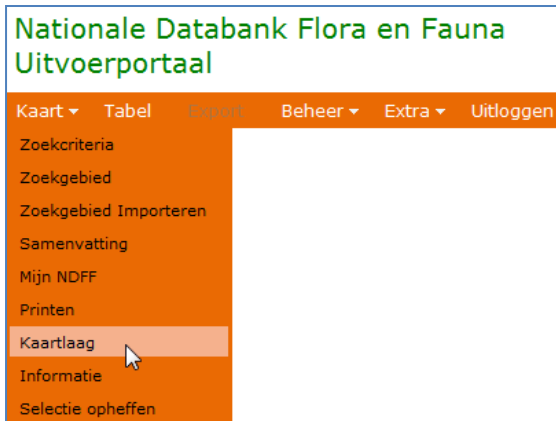 Nationale Databank Flora en Fauna
Uitvoerportaal
Kaart Tabel Export Beheer Extra Uitloggen
Zoekcriteria
Zoekgebied
Zoekgebied Importeren
Samenvatting
Mijn NDFF
Printen
Kaartlaag
Informatie
Selectie opheffen